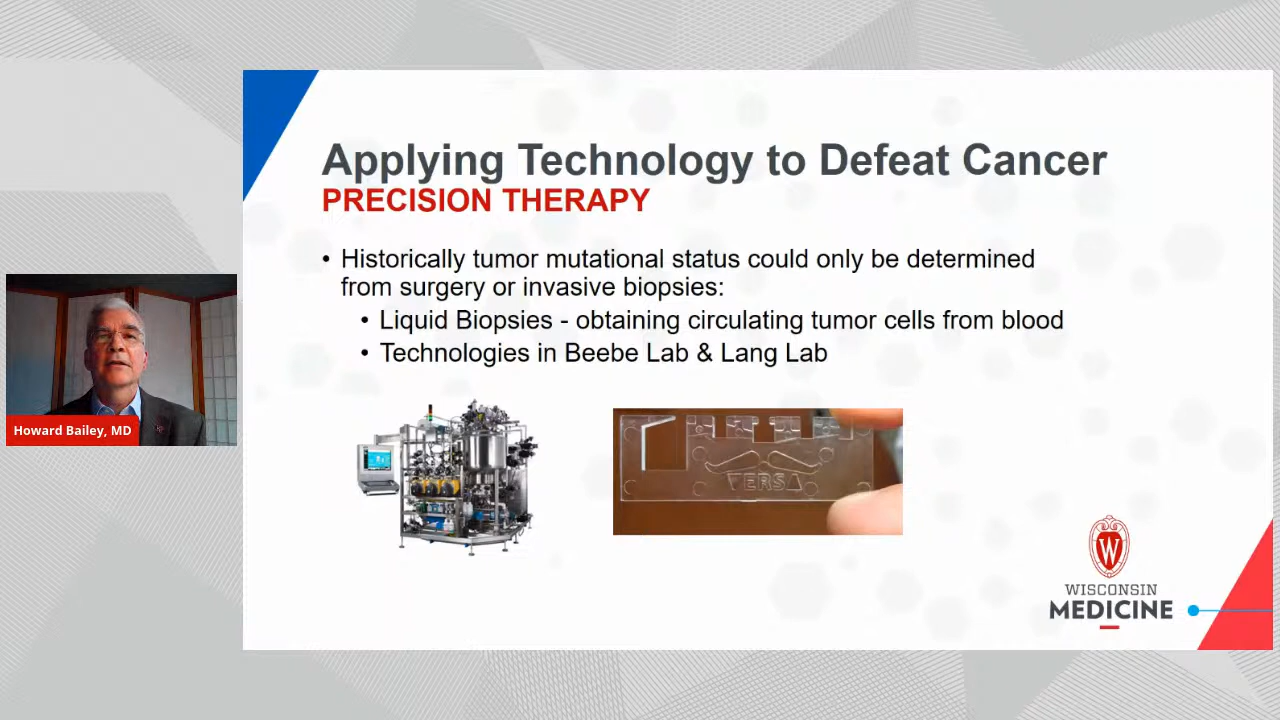 Applying Technology to Defeat Cancer
PRECISION THERAPY
• Historically tumor mutational status could only be determined
from surgery or invasive biopsies:
• Liquid Biopsies - obtaining circulating tumor cells from blood
• Technologies in Beebe Lab & Lang Lab
Howard Bailey, MD
VERSA
W
WISCONSIN
MEDICINE